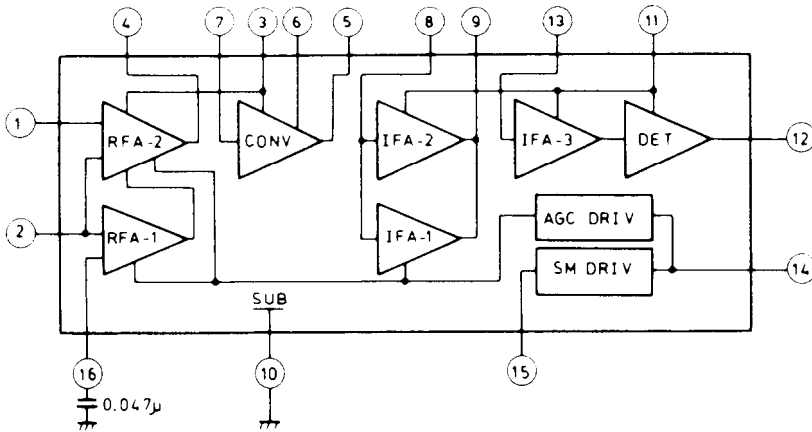 4 7 3 6 5 8 9 13 11
1 RFA-2 CONV IFA-2 IFA-3 DET 12
2 RFA-1 IFA-1 AGC DRIV
SM DRIV 14
SUB
16 10 15
0.047μ